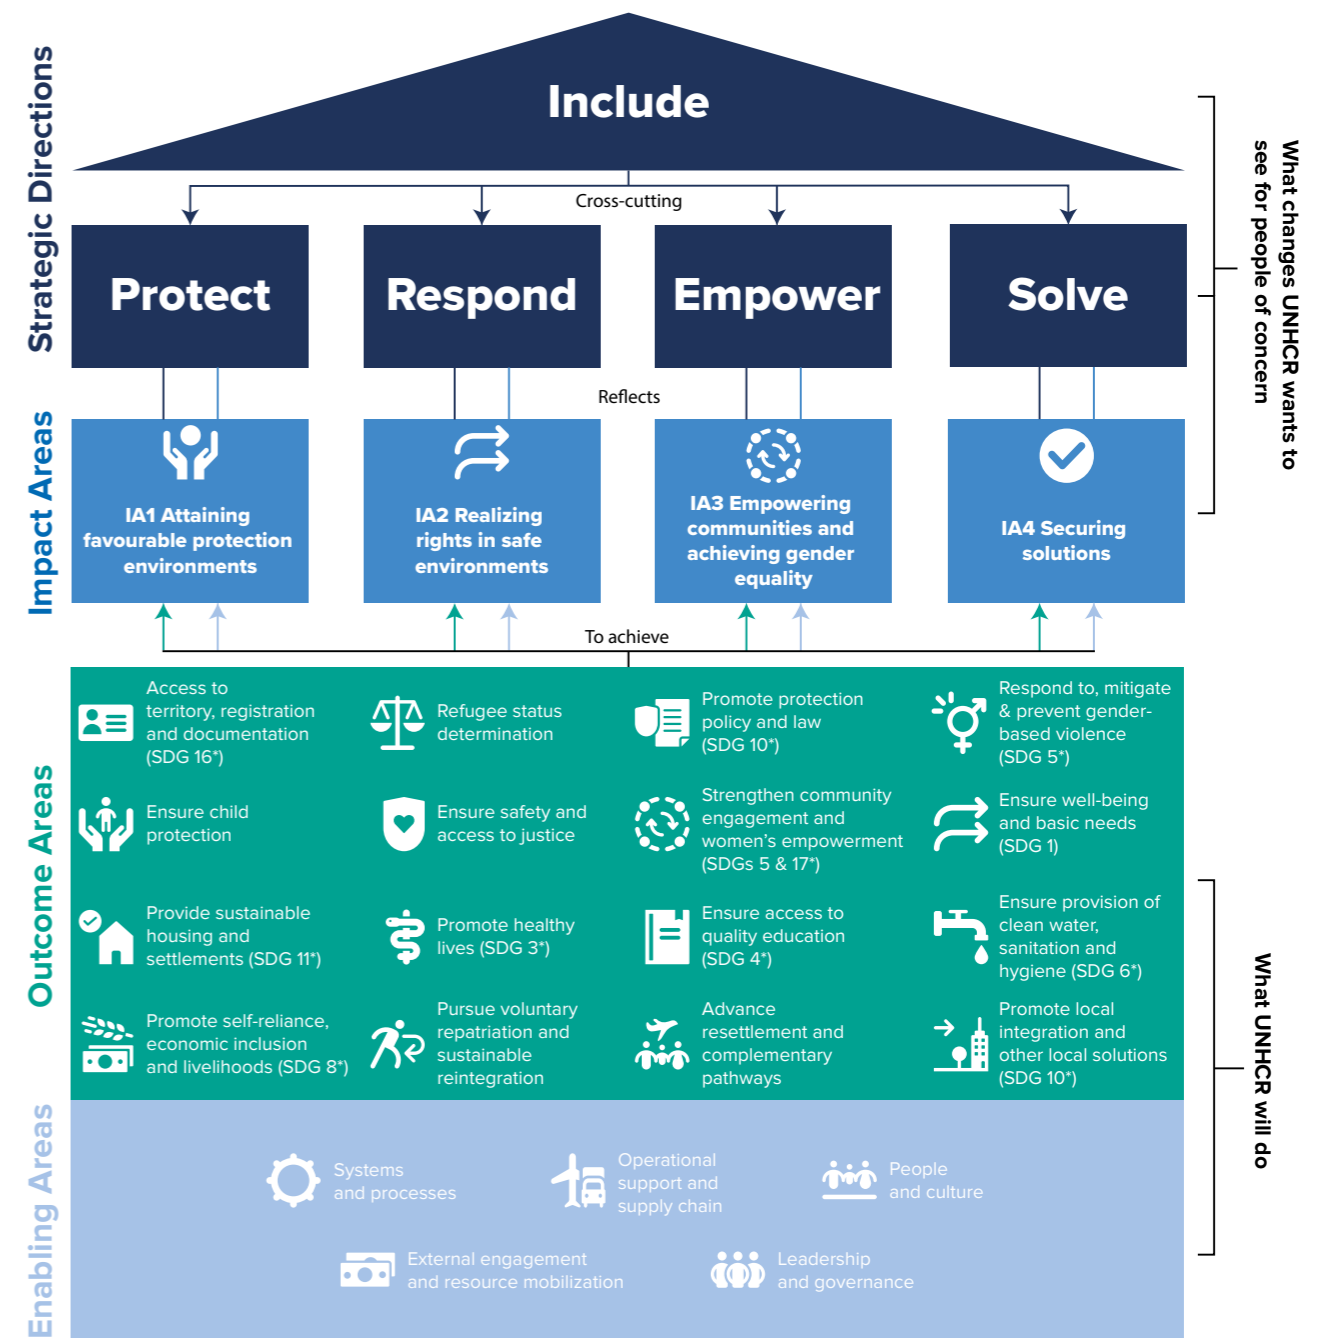 Strategic Directions
Include
Cross-cutting
Protect
Respond
Empower
Solve
What changes UNHCR wants to
see for people of concern
Reflects
Impact Areas
IA1 Attaining
favourable protection
environments
IA2 Realizing
rights in safe
environments
IA3 Empowering
communities and
achieving gender
equality
IA4 Securing
solutions
To achieve
Outcome Areas
Access to
territory, registration
and documentation
(SDG 16*)
Refugee status
determination
Promote protection
policy and law
(SDG 10*)
Respond to, mitigate
& prevent gender-
based violence
(SDG 5*)
Ensure child
protection
Ensure safety and
access to justice
Strengthen community
engagement and
women’s empowerment
(SDGs 5 & 17*)
Ensure well-being
and basic needs
(SDG 1)
Provide sustainable
housing and
settlements (SDG 11*)
Promote healthy
lives (SDG 3*)
Ensure access to
quality education
(SDG 4*)
Ensure provision of
clean water,
sanitation and
hygiene (SDG 6*)
Promote self-reliance,
economic inclusion
and livelihoods (SDG 8*)
Pursue voluntary
repatriation and
sustainable
reintegration
Advance
resettlement and
complementary
pathways
Promote local
integration and
other local solutions
(SDG 10*)
What UNHCR will do
Enabling Areas
Systems
and processes
Operational
support and
supply chain
People
and culture
External engagement
and resource mobilization
Leadership
and governance